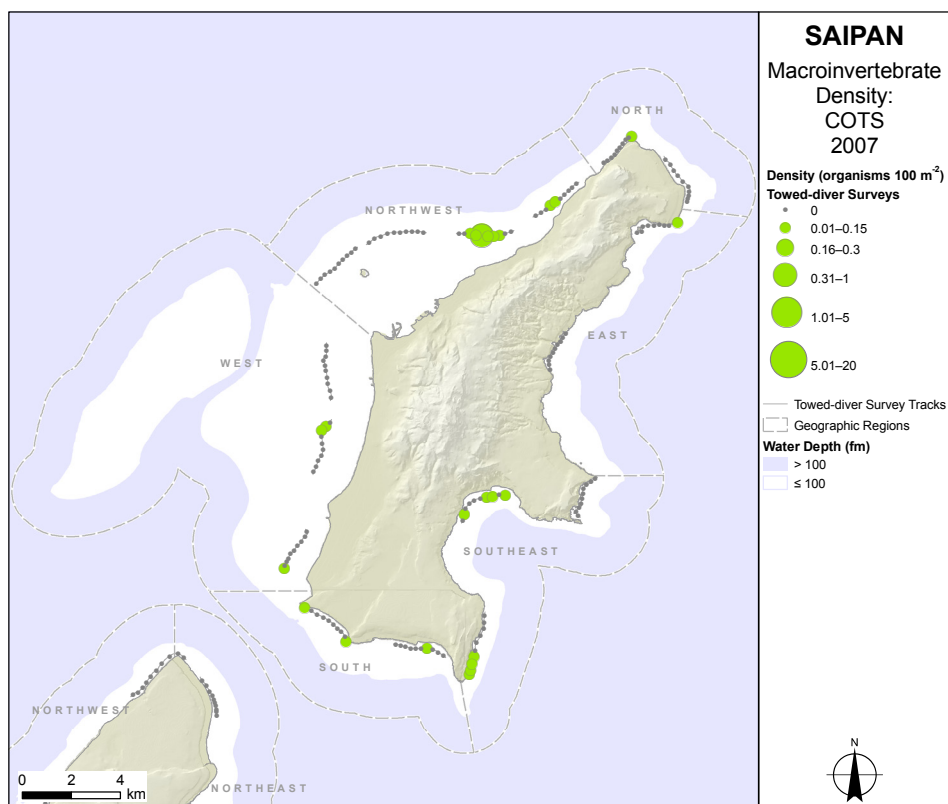 SAIPAN
Macroinvertebrate
Density:
COTS
2007
Density (organisms 100 m⁻²)
Towed-diver Surveys
0
0.01–0.15
0.16–0.3
0.31–1
1.01–5
5.01–20
Towed-diver Survey Tracks
Geographic Regions
Water Depth (fm)
> 100
≤ 100
N
NORTH
NORTHWEST
EAST
WEST
SOUTHEAST
SOUTH
NORTHWEST
NORTHEAST
0 2 4
km